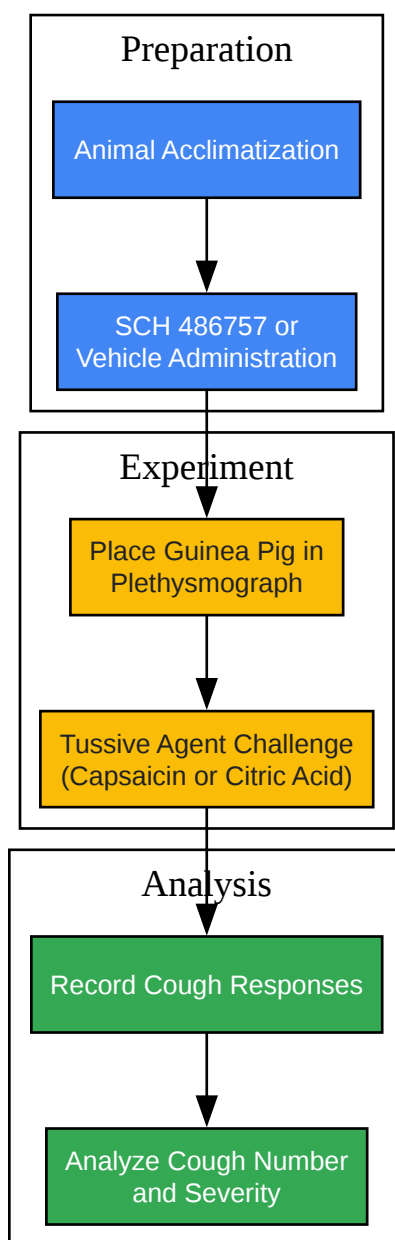 Preparation
Animal Acclimatization
SCH 486757 or
Vehicle Administration
Experiment
Place Guinea Pig in
Plethysmograph
Tussive Agent Challenge
(Capsaicin or Citric Acid)
Analysis
Record Cough Responses
Analyze Cough Number
and Severity